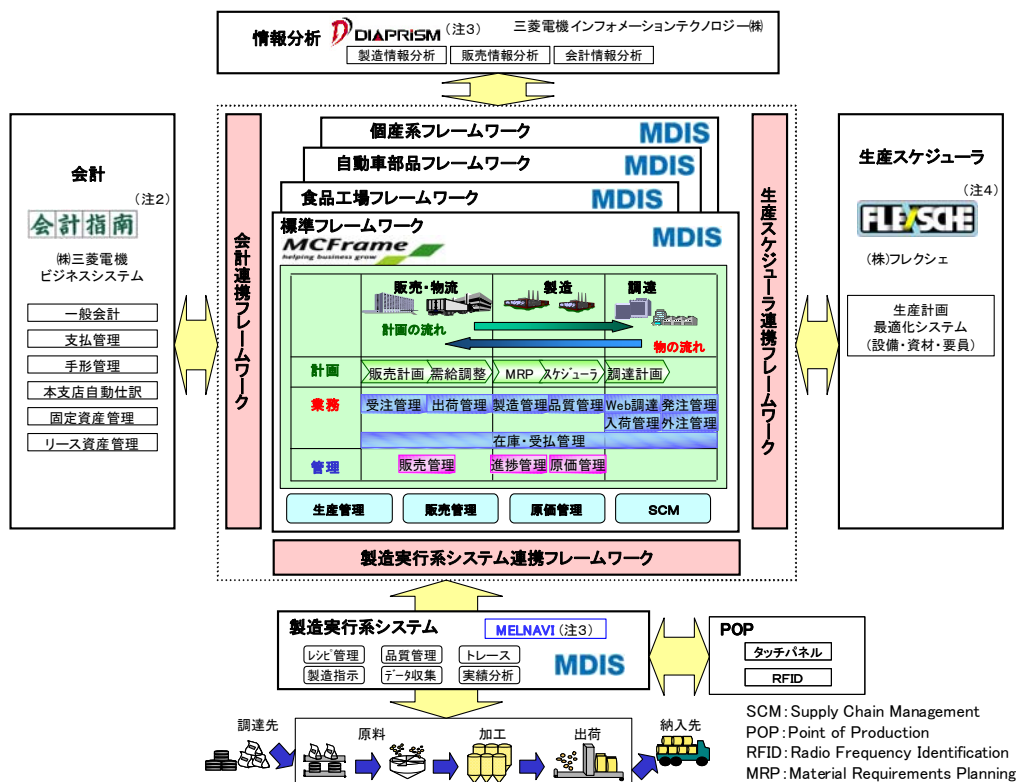 情報分析 DIAPRISM (注3) 三菱電機インフォメーションテクノロジー㈱
製造情報分析 販売情報分析 会計情報分析
会計
(注2)
会計指南
㈱三菱電機
ビジネスシステム
一般会計
支払管理
手形管理
本支店自動仕訳
固定資産管理
リース資産管理
会計連携フレームワーク
個産系フレームワーク MDIS
自動車部品フレームワーク MDIS
食品工場フレームワーク MDIS
標準フレームワーク MDIS
MCFrame
helping business grow
販売・物流 製造 調達
計画の流れ
物の流れ
計画 販売計画 需給調整 MRP スケジューラ 調達計画
業務 受注管理 出荷管理 製造管理 品質管理 Web調達 発注管理
入荷管理 外注管理
在庫・受払管理
管理 販売管理 進捗管理 原価管理
生産管理 販売管理 原価管理 SCM
生産スケジューラ連携フレームワーク
製造実行系システム連携フレームワーク
生産スケジューラ
(注4)
FLEXSCHE
(株)フレクシェ
生産計画
最適化システム
(設備・資材・要員)
製造実行系システム MELNAVI (注3)
レシピ管理 品質管理 トレース
製造指示 データ収集 実績分析
MDIS
POP
タッチパネル
RFID
調達先 原料 加工 出荷 納入先
SCM:Supply Chain Management
POP:Point of Production
RFID:Radio Frequency Identification
MRP:Material Requirements Planning